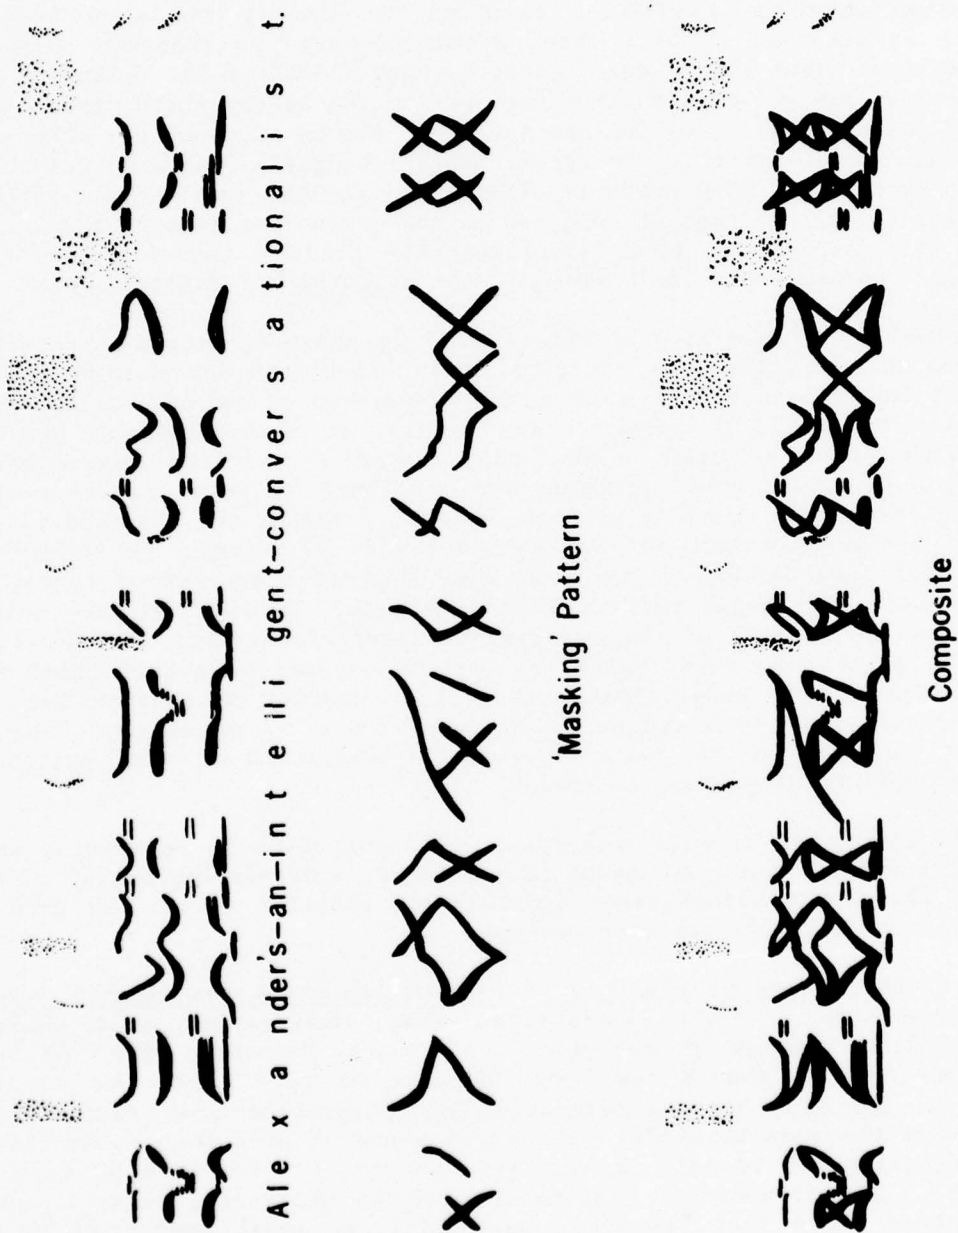 Ale x a nder's-an-in t e lli gent-conver s a tionali s t.
'Masking' Pattern
Composite